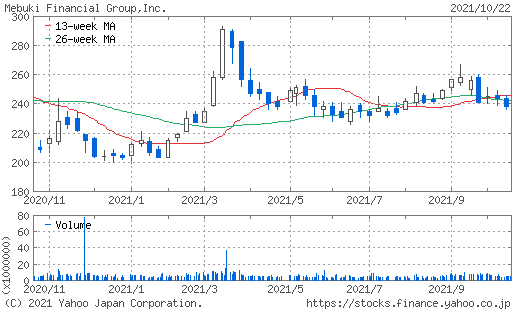 Mebuki Financial Group,Inc. 2021/10/22
13-week MA
26-week MA
300
280
260
240
220
200
180
2020/11 2021/1 2021/3 2021/5 2021/7 2021/9
80
60
40
20
0
Volume
(x1000000)
2020/11 2021/1 2021/3 2021/5 2021/7 2021/9
(C) 2021 Yahoo Japan Corporation. https://stocks.finance.yahoo.co.jp/